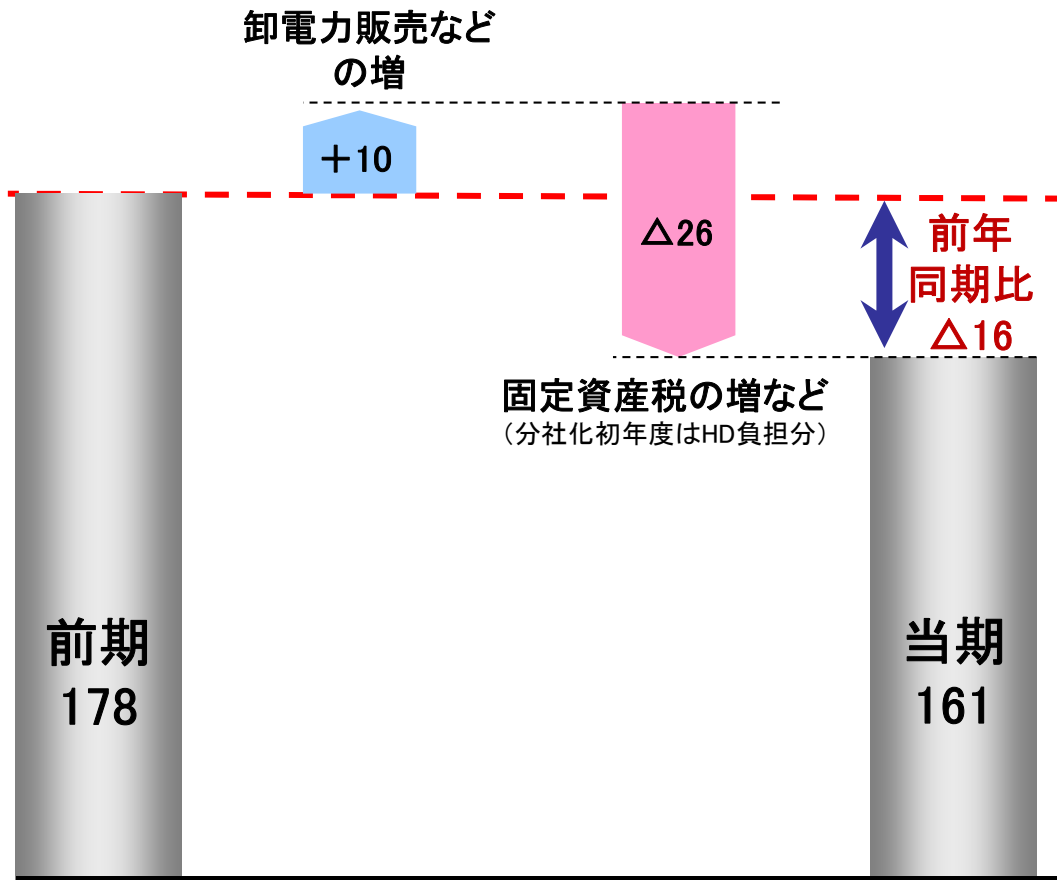 卸電力販売など
の増
＋10
△26
前年
同期比
△16
固定資産税の増など
（分社化初年度はHD負担分）
前期
178
当期
161